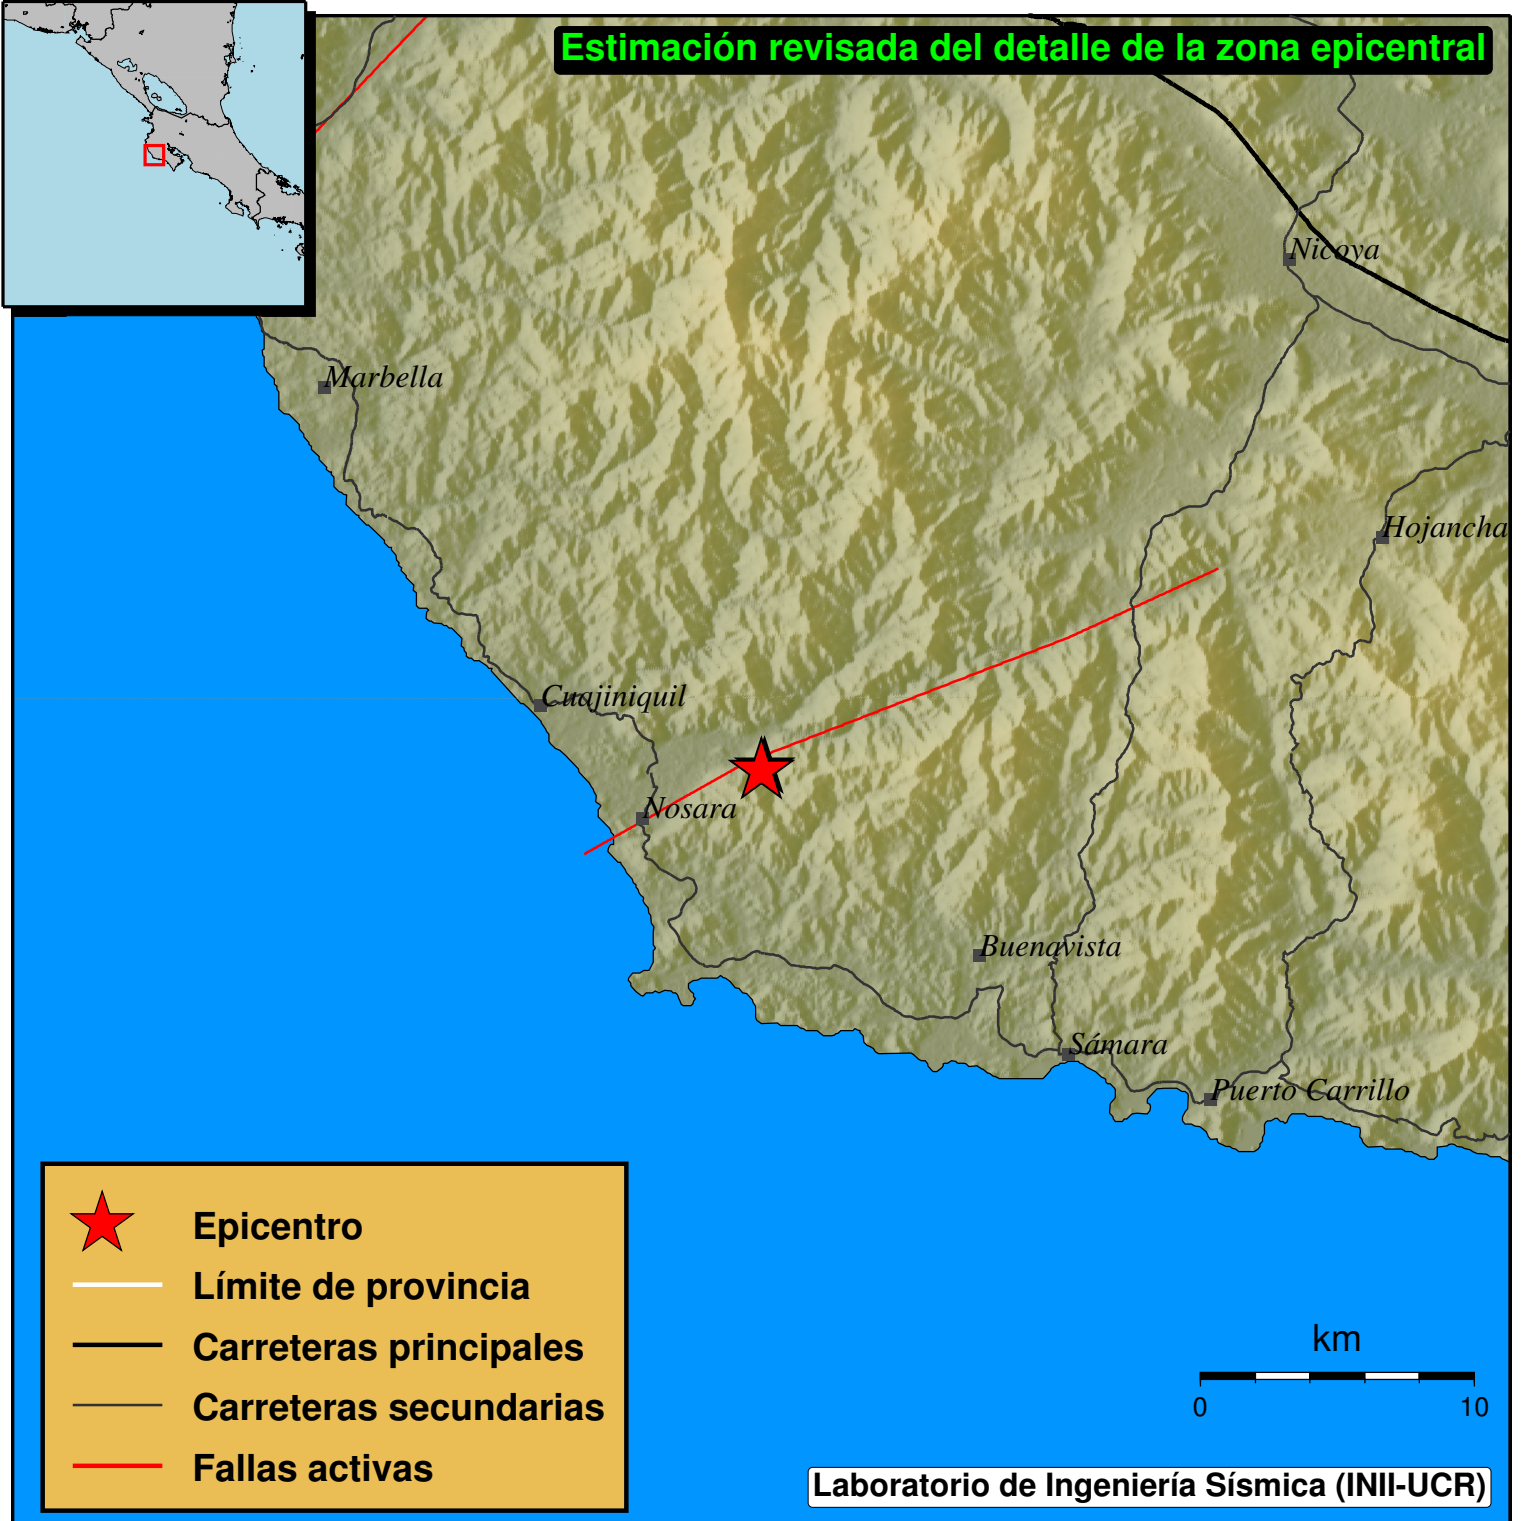 Estimación revisada del detalle de la zona epicentral
Nicoya
Marbella
Hojancha
Cuajiniquil
Nosara
Buenavista
Sámara
Puerto Carrillo
Epicentro
Límite de provincia
Carreteras principales
Carreteras secundarias
Fallas activas
km
0 10
Laboratorio de Ingeniería Sísmica (INII-UCR)